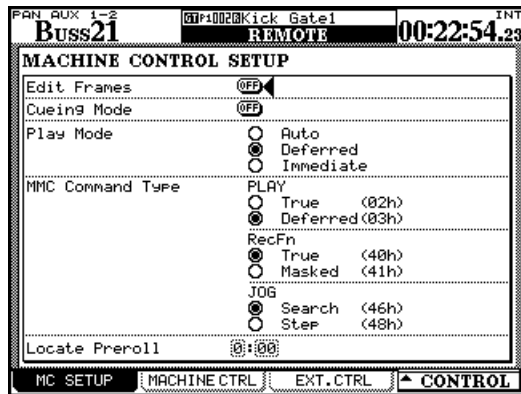 PAN AUX 1-2
Buss21
Kick Gate1
REMOTE
INT
00:22:54.23
MACHINE CONTROL SETUP
Edit Frames OFF
Cueing Mode OFF
Play Mode
Auto
Deferred
Immediate
MMC Command Type
PLAY
True (02h)
Deferred(03h)
RecFn
True (40h)
Masked (41h)
JOG
Search (46h)
Step (48h)
Locate Preroll 0:00
MC SETUP MACHINE CTRL EXT.CTRL CONTROL